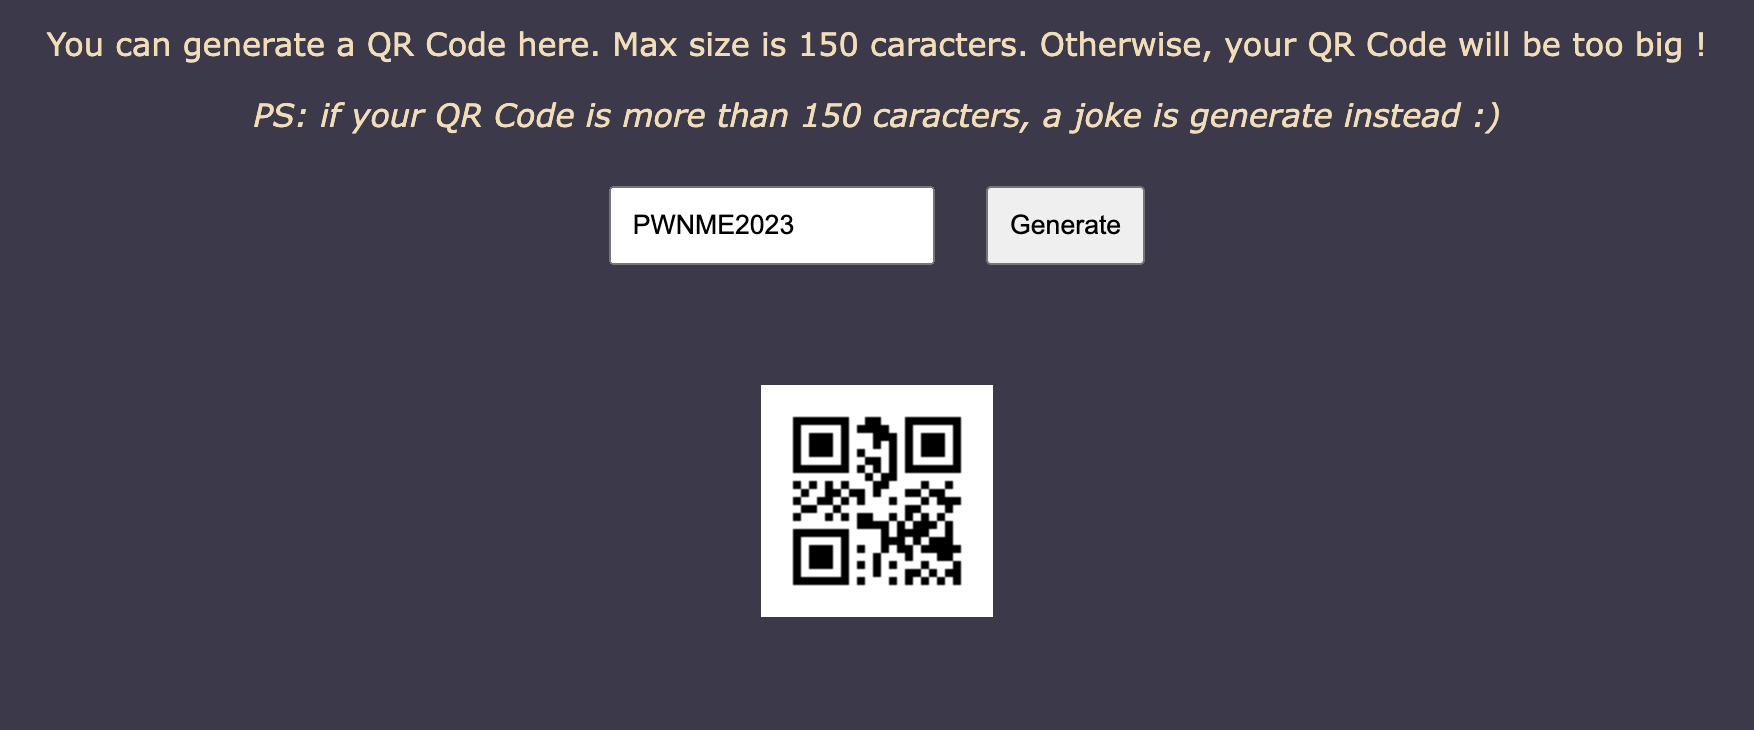 You can generate a QR Code here. Max size is 150 caracters. Otherwise, your QR Code will be too big !
PS: if your QR Code is more than 150 caracters, a joke is generate instead :)
PWNME2023
Generate